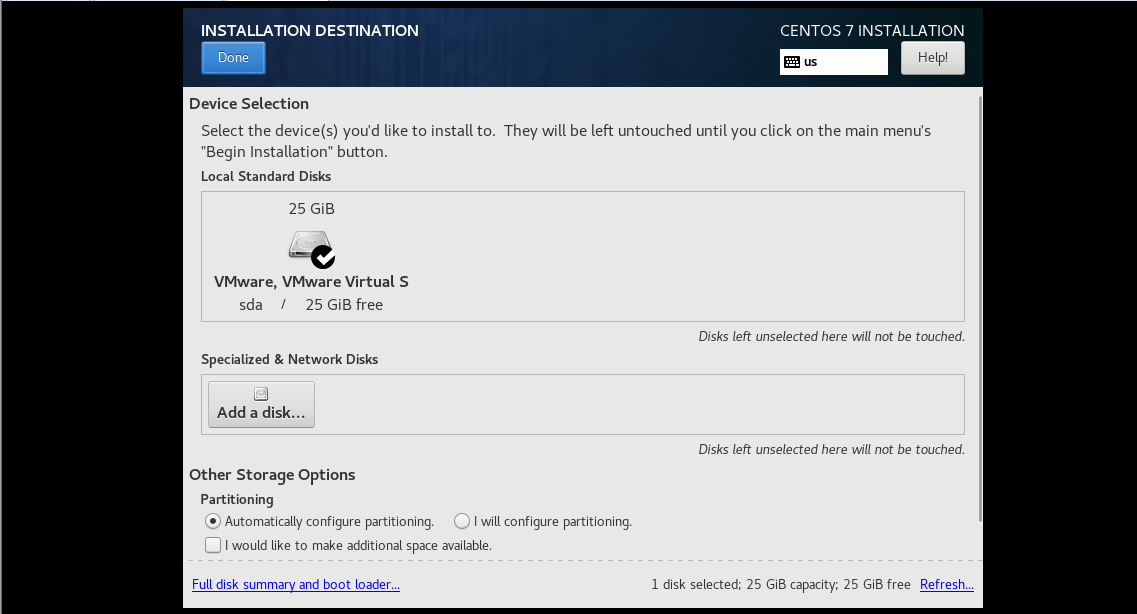 INSTALLATION DESTINATION
CENTOS 7 INSTALLATION
Done
us
Help!
Device Selection
Select the device(s) you'd like to install to.  They will be left untouched until you click on the main menu's
"Begin Installation" button.
Local Standard Disks
25 GiB
VMware, VMware Virtual S
sda / 25 GiB free
Disks left unselected here will not be touched.
Specialized & Network Disks
Add a disk...
Disks left unselected here will not be touched.
Other Storage Options
Partitioning
Automatically configure partitioning. I will configure partitioning.
I would like to make additional space available.
Full disk summary and boot loader... 1 disk selected; 25 GiB capacity; 25 GiB free Refresh...